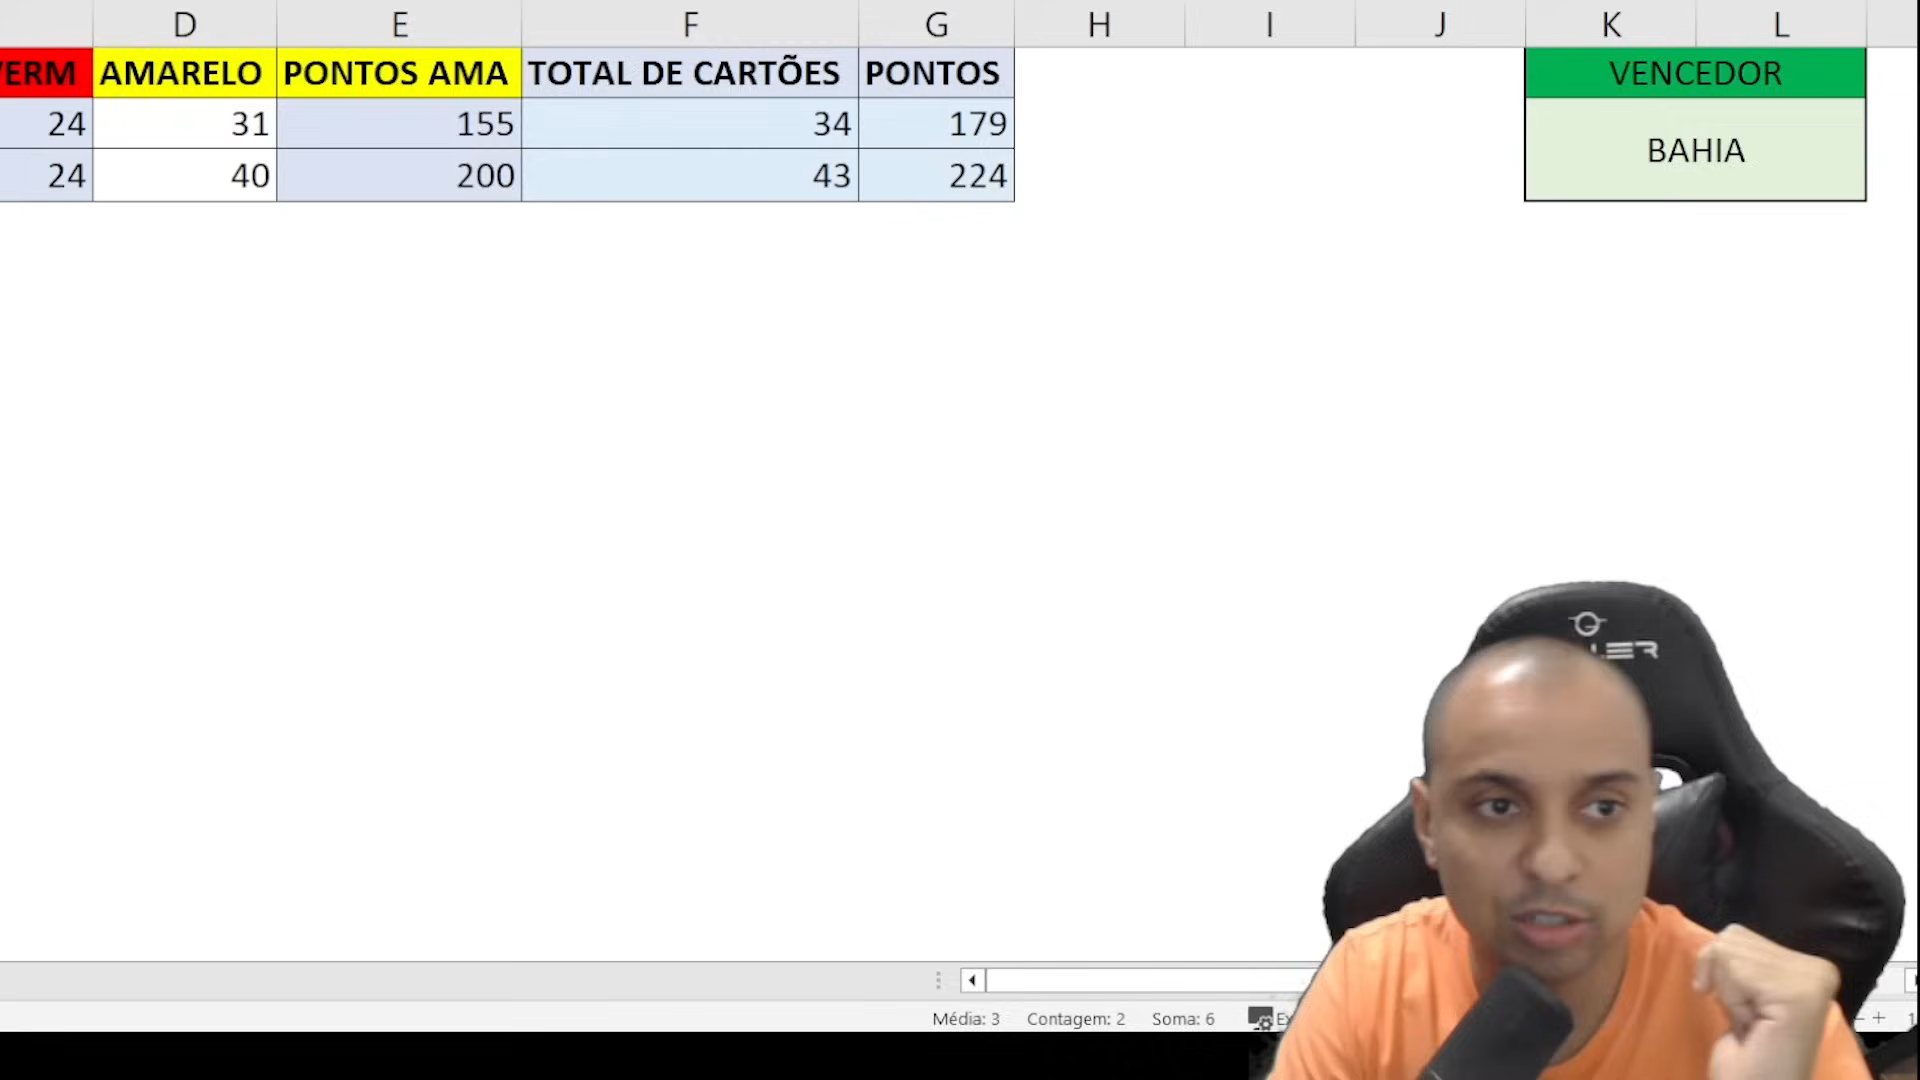 D E F G H I J K L
VERM AMARELO PONTOS AMA TOTAL DE CARTÕES PONTOS VENCEDOR
24 31 155 34 179 BAHIA
24 40 200 43 224
Média: 3 Contagem: 2 Soma: 6